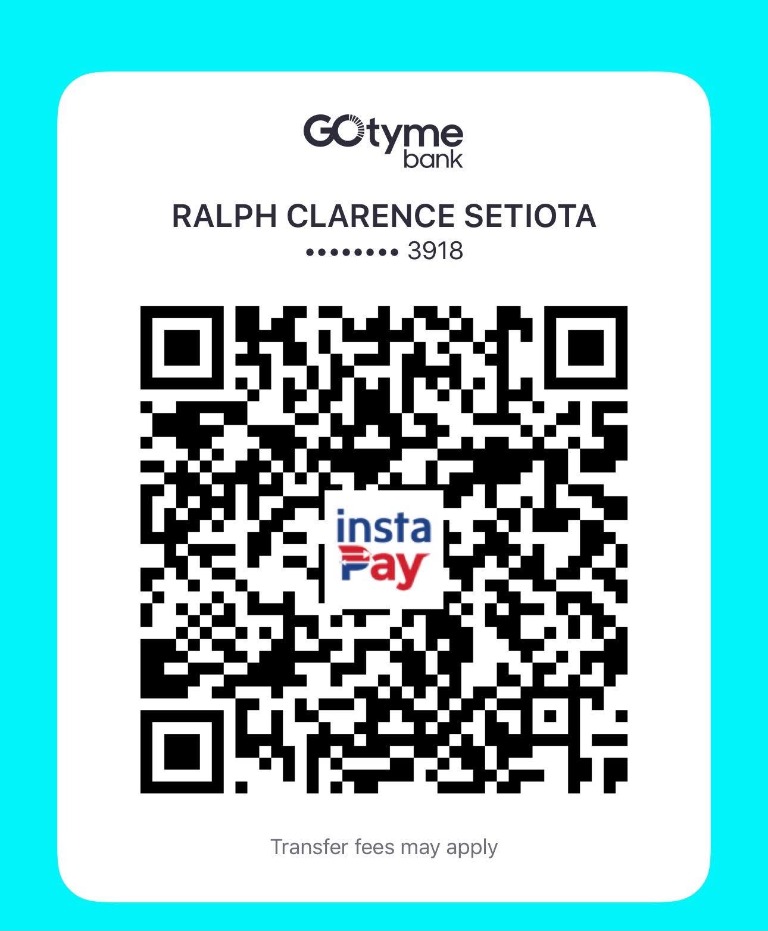 GOtyme
bank
RALPH CLARENCE SETIOTA
•••••••• 3918
insta
Pay
Transfer fees may apply